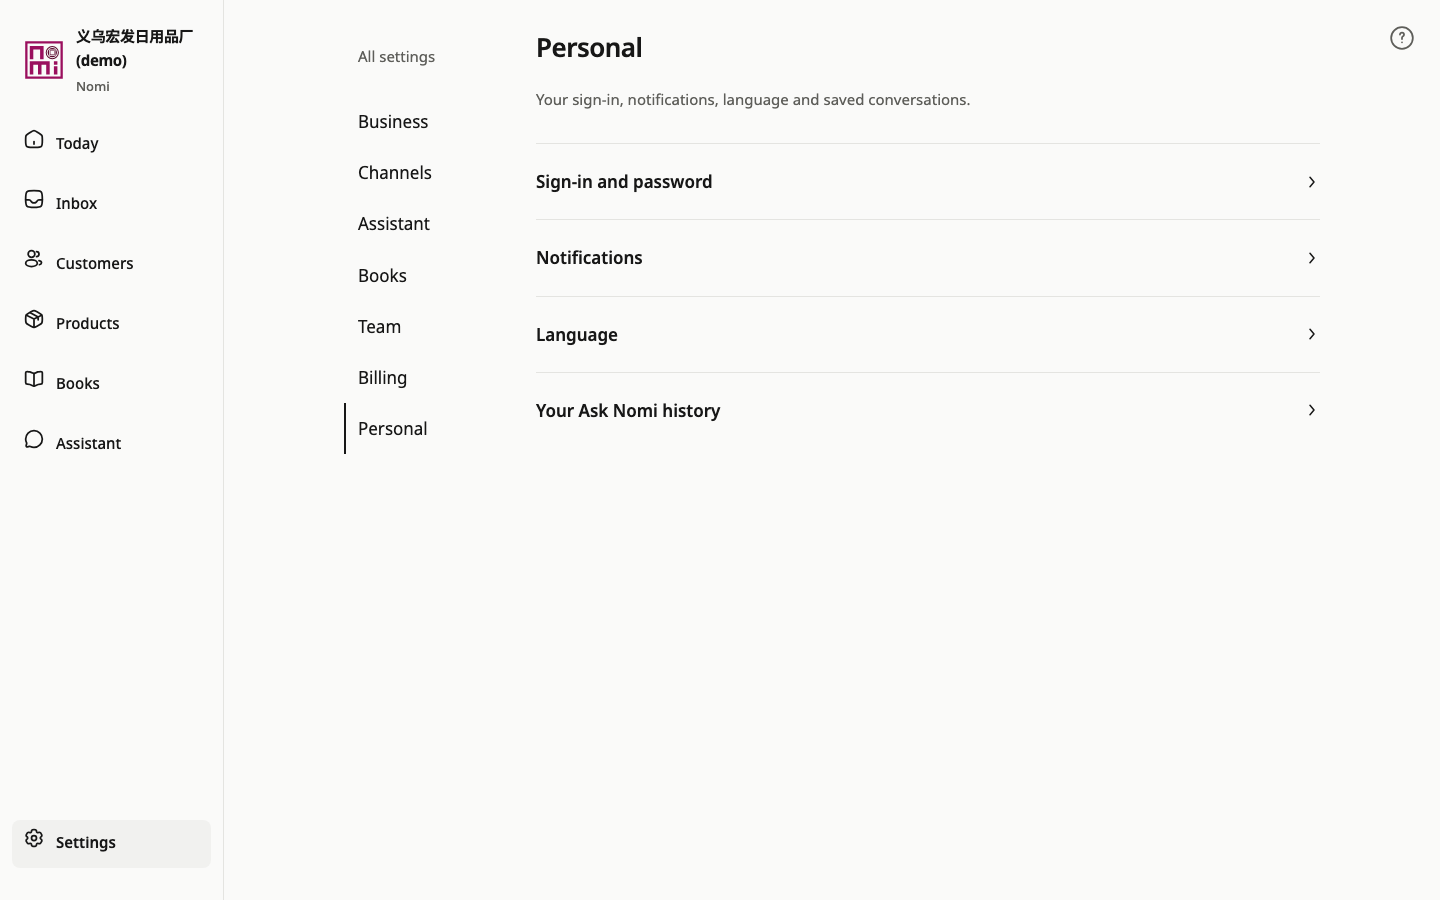 义乌宏发日用品厂
(demo)
Nomi
Today
Inbox
Customers
Products
Books
Assistant
Settings
All settings
Business
Channels
Assistant
Books
Team
Billing
Personal
Personal
Your sign-in, notifications, language and saved conversations.
Sign-in and password
Notifications
Language
Your Ask Nomi history